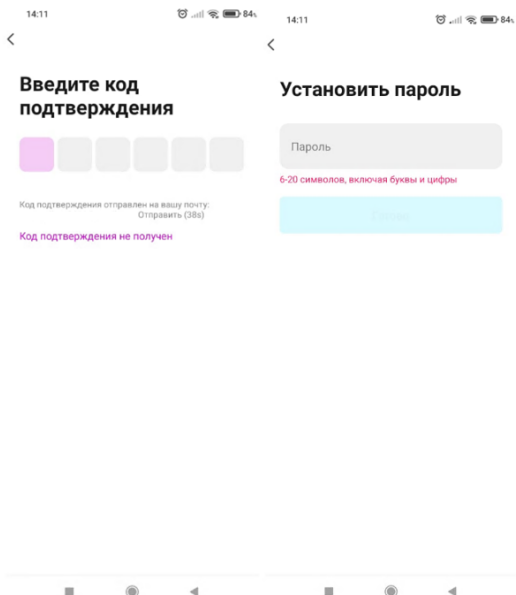 14:11
84%
Введите код
подтверждения
Код подтверждения отправлен на вашу почту:
Отправить (38s)
Код подтверждения не получен
14:11
84%
Установить пароль
Пароль
6-20 символов, включая буквы и цифры